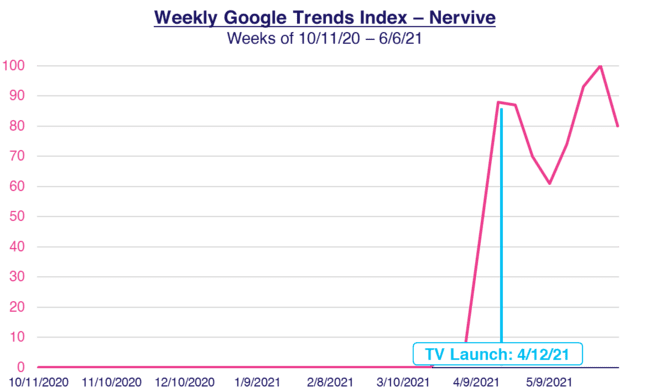 Weekly Google Trends Index – Nervive
Weeks of 10/11/20 – 6/6/21
100
90
80
70
60
50
40
30
20
10
0
TV Launch: 4/12/21
10/11/2020 11/10/2020 12/10/2020 1/9/2021 2/8/2021 3/10/2021 4/9/2021 5/9/2021